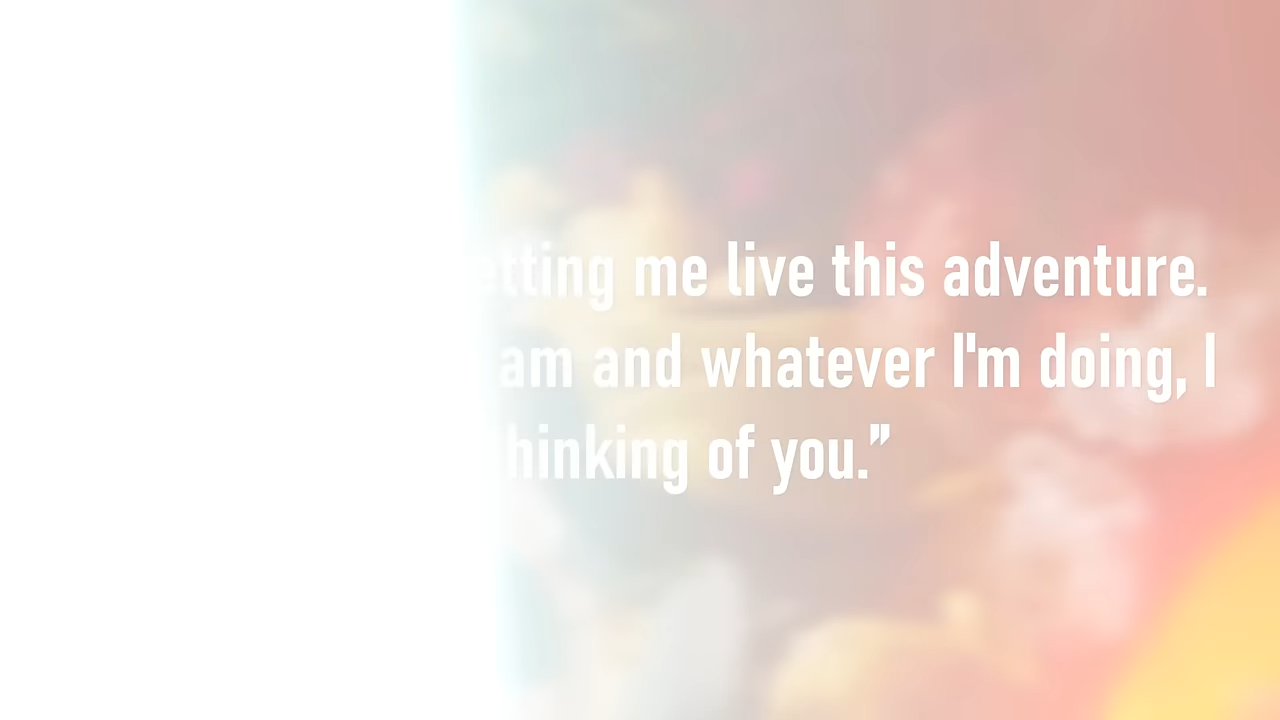 etting me live this adventure.
am and whatever I'm doing, I
hinking of you.”